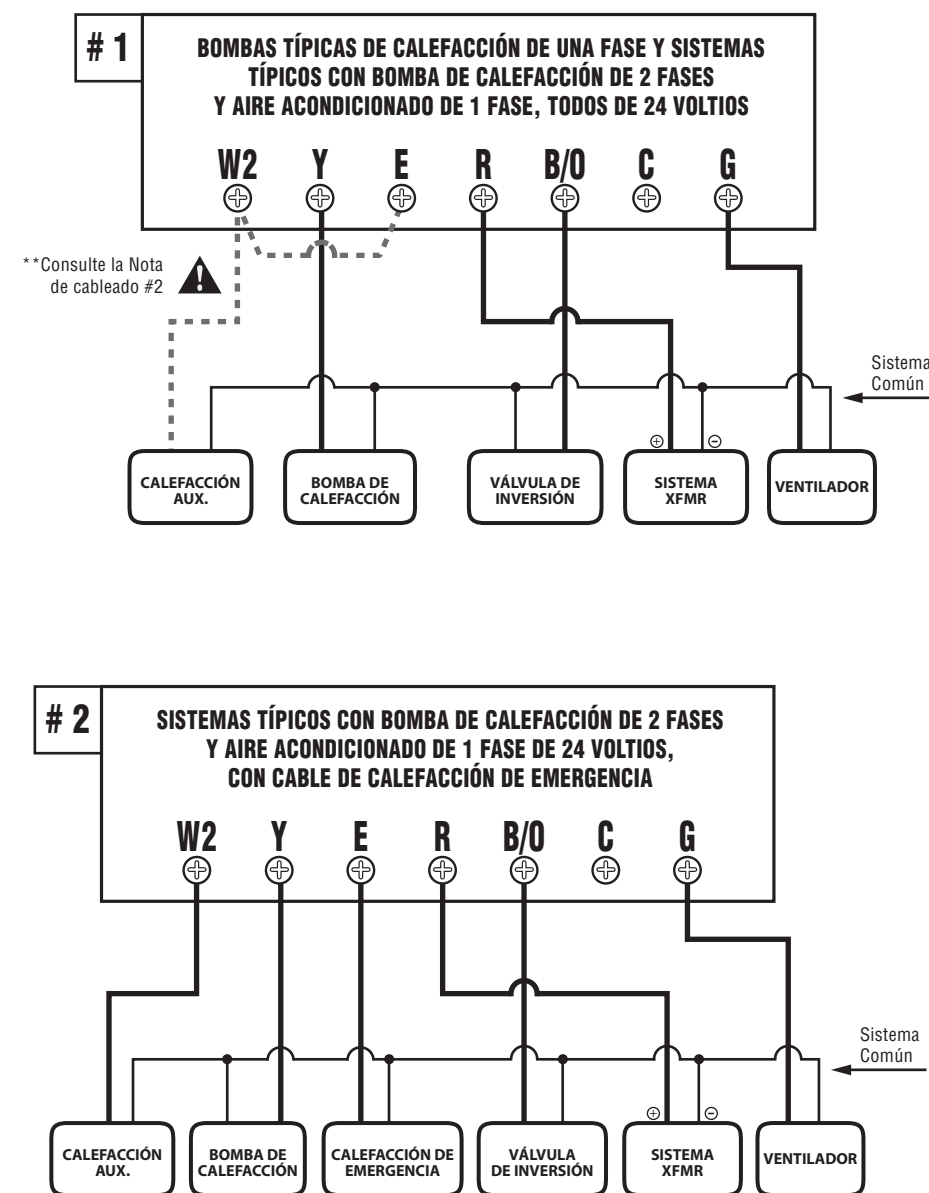 # 1
BOMBAS TÍPICAS DE CALEFACCIÓN DE UNA FASE Y SISTEMAS
TÍPICOS CON BOMBA DE CALEFACCIÓN DE 2 FASES
Y AIRE ACONDICIONADO DE 1 FASE, TODOS DE 24 VOLTIOS
W2 Y E R B/O C G
**Consulte la Nota
de cableado #2
Sistema
Común
CALEFACCIÓN
AUX.
BOMBA DE
CALEFACCIÓN
VÁLVULA DE
INVERSIÓN
SISTEMA
XFMR
VENTILADOR
# 2
SISTEMAS TÍPICOS CON BOMBA DE CALEFACCIÓN DE 2 FASES
Y AIRE ACONDICIONADO DE 1 FASE DE 24 VOLTIOS,
CON CABLE DE CALEFACCIÓN DE EMERGENCIA
W2 Y E R B/O C G
Sistema
Común
CALEFACCIÓN
AUX.
BOMBA DE
CALEFACCIÓN
CALEFACCIÓN DE
EMERGENCIA
VÁLVULA
DE INVERSIÓN
SISTEMA
XFMR
VENTILADOR